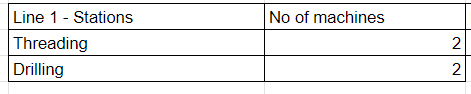 Line 1 - Stations No of machines
Threading 2
Drilling 2